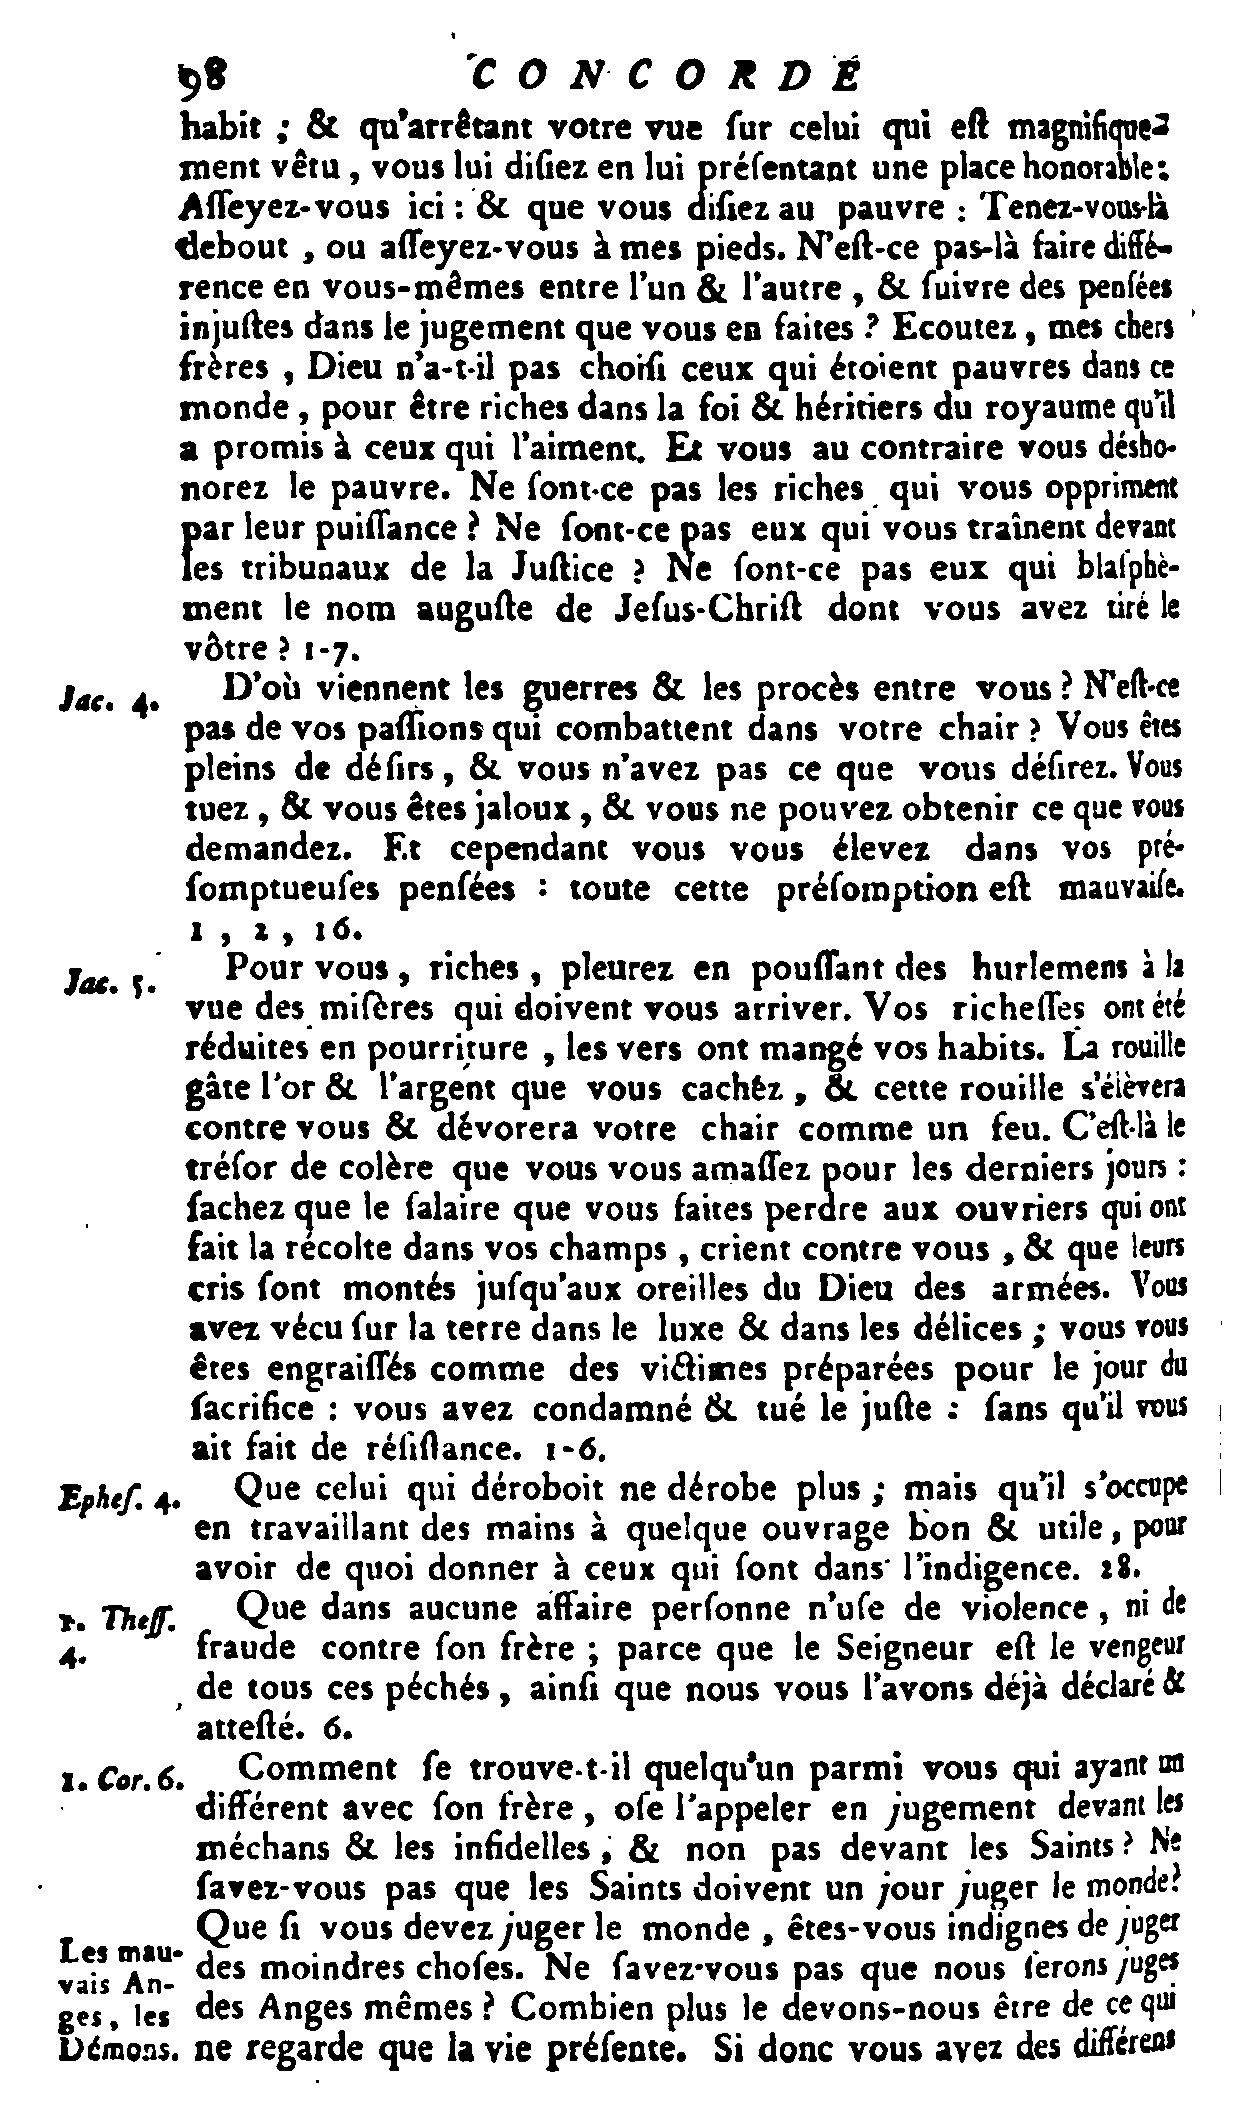 98 CONCORDE
habit ; & qu'arrêtant votre vue ſur celui qui eſt magnifique-
ment vêtu , vous lui diſiez en lui préſentant une place honorable :
Aſſeyez-vous ici : & que vous diſiez au pauvre : Tenez-vous-là
debout , ou aſſeyez-vous à mes pieds. N'eſt-ce pas-là faire diffé-
rence en vous-mêmes entre l'un & l'autre , & ſuivre des penſées
injuſtes dans le jugement que vous en faites ? Ecoutez , mes chers
frères , Dieu n'a-t-il pas choiſi ceux qui étoient pauvres dans ce
monde , pour être riches dans la foi & héritiers du royaume qu'il
a promis à ceux qui l'aiment. Et vous au contraire vous désho-
norez le pauvre. Ne ſont-ce pas les riches qui vous oppriment
par leur puiſſance ? Ne ſont-ce pas eux qui vous traînent devant
les tribunaux de la Juſtice ? Ne ſont-ce pas eux qui blaſphè-
ment le nom auguſte de Jeſus-Chriſt dont vous avez tiré le
vôtre ? 1-7.
Jac. 4. D'où viennent les guerres & les procès entre vous ? N'eſt-ce
pas de vos paſſions qui combattent dans votre chair ? Vous êtes
pleins de déſirs , & vous n'avez pas ce que vous déſirez. Vous
tuez , & vous êtes jaloux , & vous ne pouvez obtenir ce que vous
demandez. Et cependant vous vous élevez dans vos pré-
ſomptueuſes penſées : toute cette préſomption eſt mauvaiſe.
1 , 2 , 16.
Jac. 5. Pour vous , riches , pleurez en pouſſant des hurlemens à la
vue des miſères qui doivent vous arriver. Vos richeſſes ont été
réduites en pourriture , les vers ont mangé vos habits. La rouille
gâte l'or & l'argent que vous cachéz , & cette rouille s'élèvera
contre vous & dévorera votre chair comme un feu. C'eſt-là le
tréſor de colère que vous vous amaſſez pour les derniers jours :
ſachez que le ſalaire que vous faites perdre aux ouvriers qui ont
fait la récolte dans vos champs , crient contre vous , & que leurs
cris ſont montés juſqu'aux oreilles du Dieu des armées. Vous
avez vécu ſur la terre dans le luxe & dans les délices ; vous vous
êtes engraiſſés comme des victimes préparées pour le jour du
ſacrifice : vous avez condamné & tué le juſte : ſans qu'il vous
ait fait de réſiſtance. 1-6.
Epheſ. 4. Que celui qui déroboit ne dérobe plus ; mais qu'il s'occupe
en travaillant des mains à quelque ouvrage bon & utile , pour
avoir de quoi donner à ceux qui ſont dans l'indigence. 28.
1. Theſſ. Que dans aucune affaire perſonne n'uſe de violence , ni de
4. fraude contre ſon frère ; parce que le Seigneur eſt le vengeur
de tous ces péchés , ainſi que nous vous l'avons déjà déclaré &
atteſté. 6.
1. Cor. 6. Comment ſe trouve-t-il quelqu'un parmi vous qui ayant un
différent avec ſon frère , oſe l'appeler en jugement devant les
méchans & les infidelles , & non pas devant les Saints ? Ne
ſavez-vous pas que les Saints doivent un jour juger le monde ?
Que ſi vous devez juger le monde , êtes-vous indignes de juger
Les mau- des moindres choſes. Ne ſavez-vous pas que nous ſerons juges
vais An-
ges , les des Anges mêmes ? Combien plus le devons-nous être de ce qui
Démons. ne regarde que la vie préſente. Si donc vous avez des différens